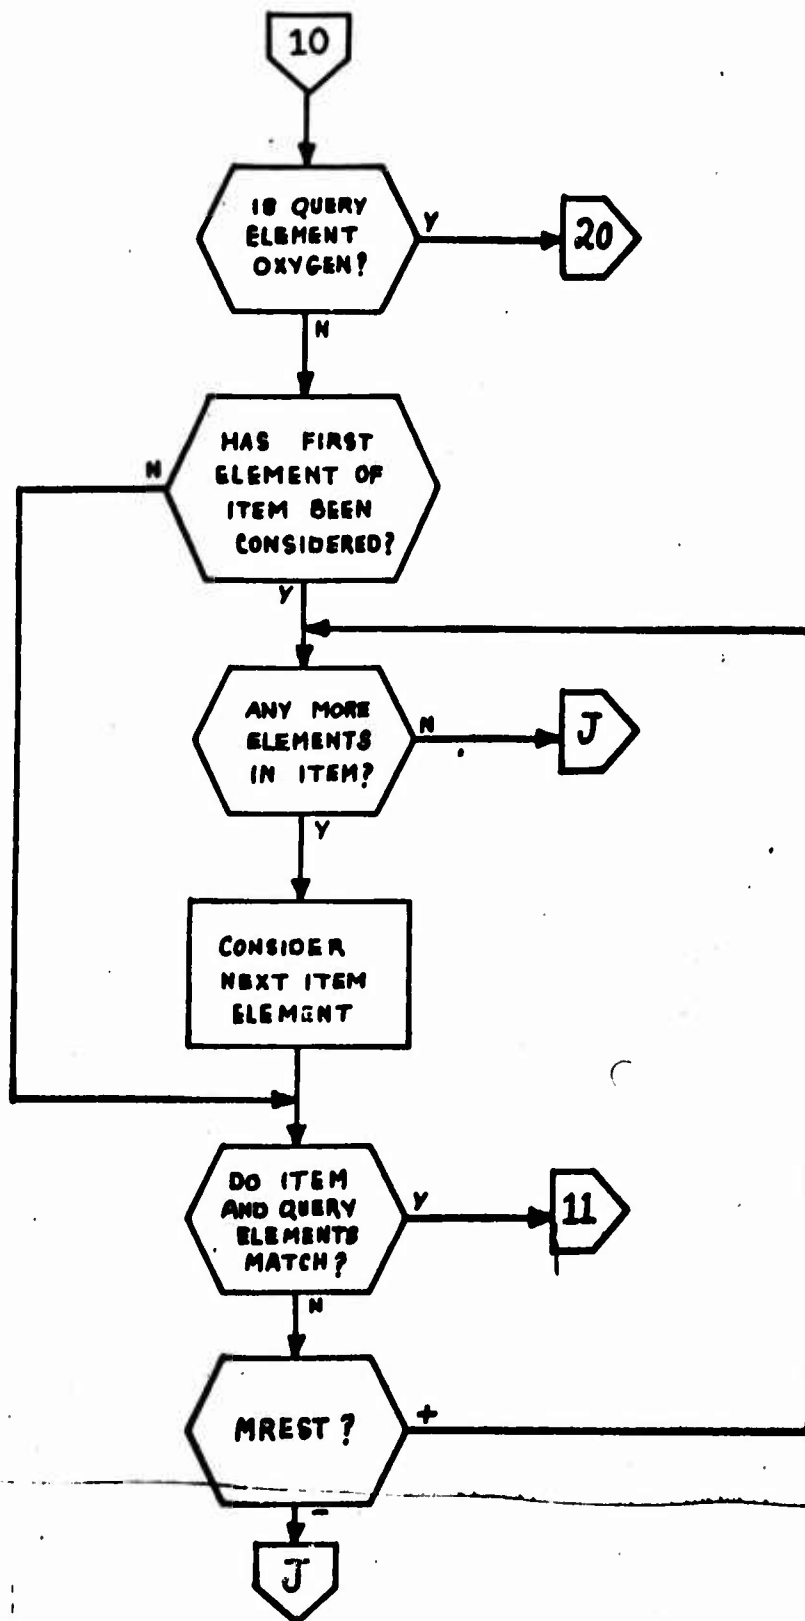 10
IS QUERY
ELEMENT
OXYGEN?
Y
20
N
HAS FIRST
ELEMENT OF
ITEM BEEN
CONSIDERED?
N
Y
ANY MORE
ELEMENTS
IN ITEM?
N
J
Y
CONSIDER
NEXT ITEM
ELEMENT
DO ITEM
AND QUERY
ELEMENTS
MATCH?
Y
11
N
MREST?
+
-
J